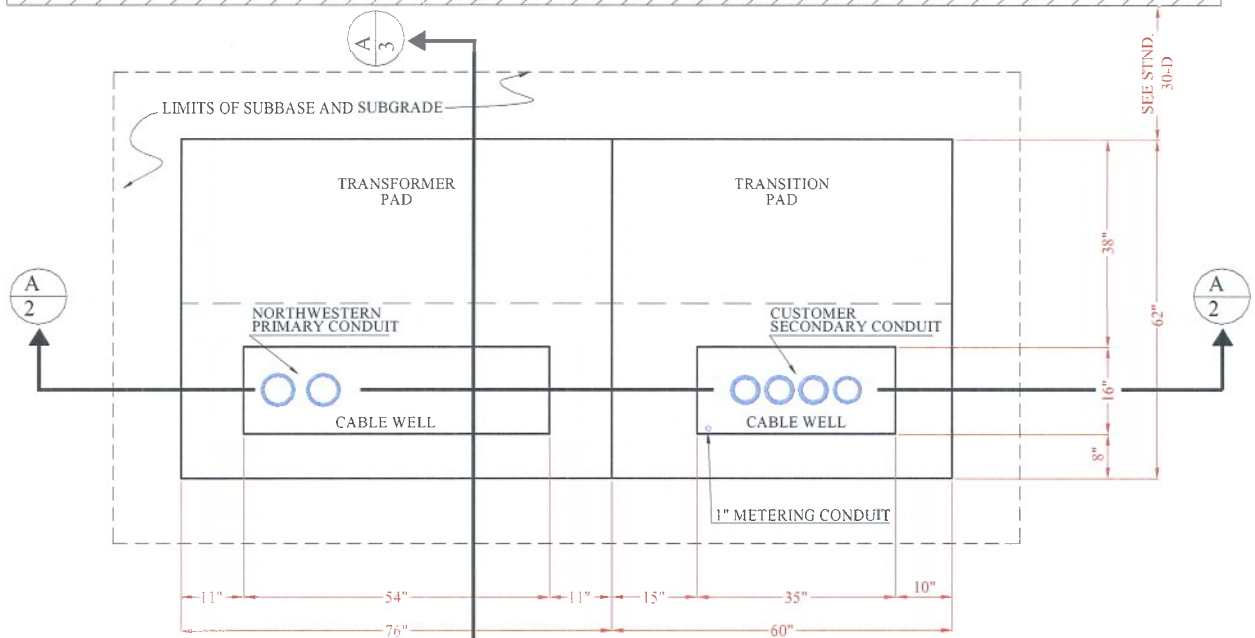 A
3
SEE STND.
30-D
LIMITS OF SUBBASE AND SUBGRADE
TRANSFORMER
PAD
TRANSITION
PAD
38"
62"
A
2
A
2
NORTHWESTERN
PRIMARY CONDUIT
CUSTOMER
SECONDARY CONDUIT
16"
CABLE WELL
CABLE WELL
8"
1" METERING CONDUIT
11"
54"
11"
15"
35"
10"
76"
60"